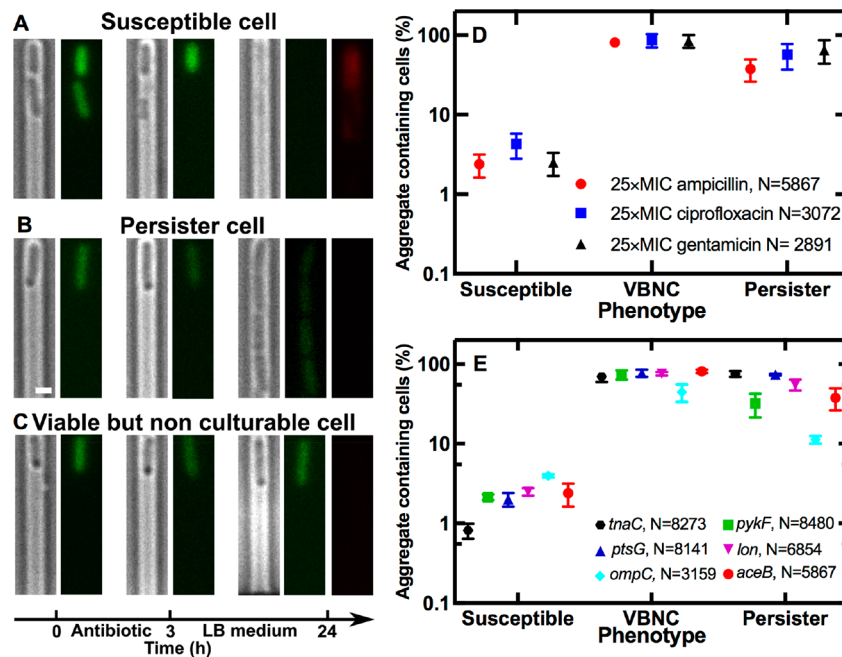 A
Susceptible cell
B
Persister cell
C Viable but non culturable cell
0 Antibiotic 3 LB medium 24
Time (h)
D
Aggregate containing cells (%)
100
10
1
0.1
25×MIC ampicillin, N=5867
25×MIC ciprofloxacin N=3072
25×MIC gentamicin N= 2891
Susceptible VBNC Persister
Phenotype
E
Aggregate containing cells (%)
100
10
1
0.1
tnaC, N=8273 pykF, N=8480
ptsG, N=8141 lon, N=6854
ompC, N=3159 aceB, N=5867
Susceptible VBNC Persister
Phenotype